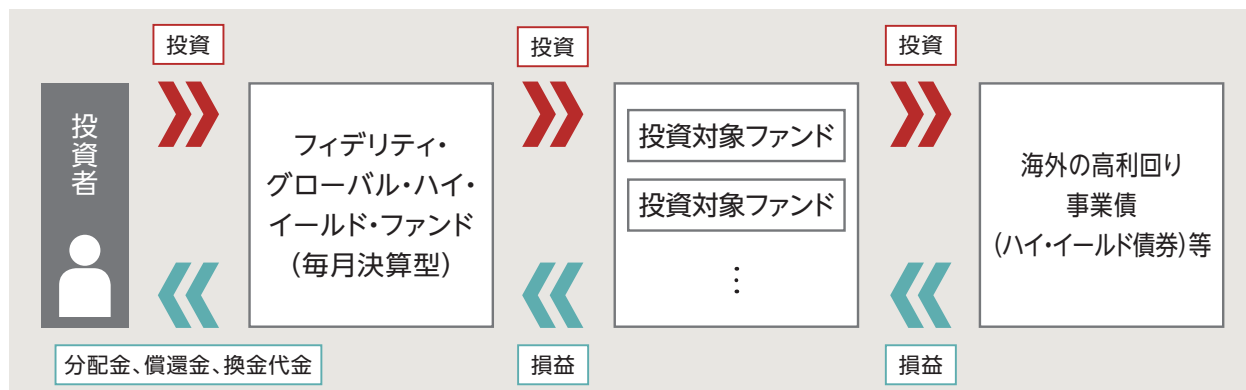 投資
投資
投資
投資者
フィデリティ・
グローバル・ハイ・
イールド・ファンド
(毎月決算型)
投資対象ファンド
投資対象ファンド
⋮
海外の高利回り
事業債
(ハイ・イールド債券)等
分配金、償還金、換金代金
損益
損益